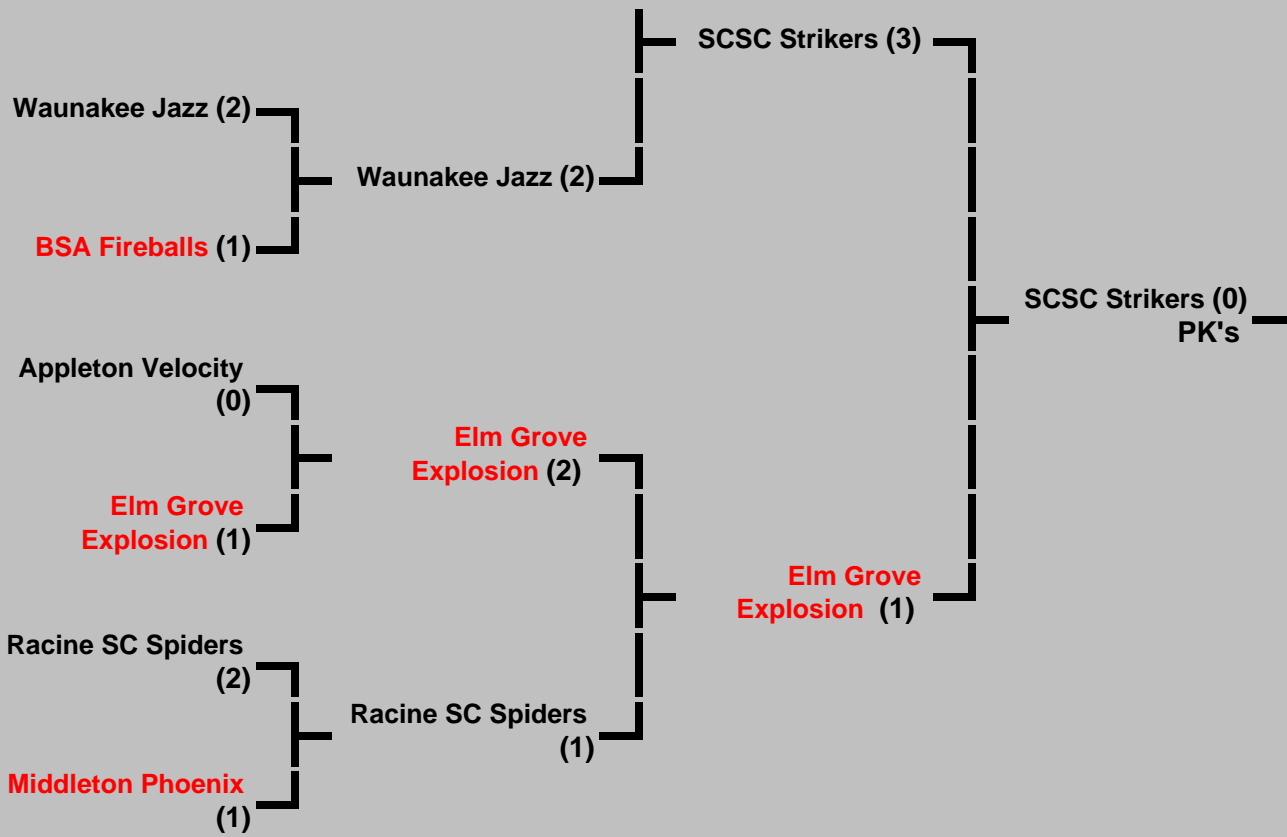 SCSC Strikers (3)
Waunakee Jazz (2)
Waunakee Jazz (2)
BSA Fireballs (1)
SCSC Strikers (0)
PK's
Appleton Velocity
(0)
Elm Grove
Explosion (2)
Elm Grove
Explosion (1)
Elm Grove
Explosion (1)
Racine SC Spiders
(2)
Racine SC Spiders
(1)
Middleton Phoenix
(1)